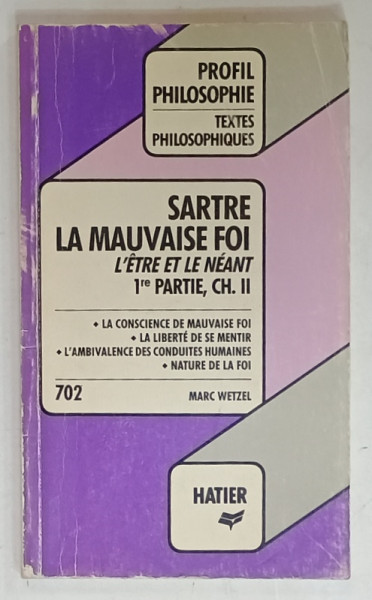 PROFIL
PHILOSOPHIE
TEXTES
PHILOSOPHIQUES
SARTRE
LA MAUVAISE FOI
L'ÊTRE ET LE NÉANT
1re PARTIE, CH. II
• LA CONSCIENCE DE MAUVAISE FOI
• LA LIBERTÉ DE SE MENTIR
• L'AMBIVALENCE DES CONDUITES HUMAINES
• NATURE DE LA FOI
702 MARC WETZEL
HATIER